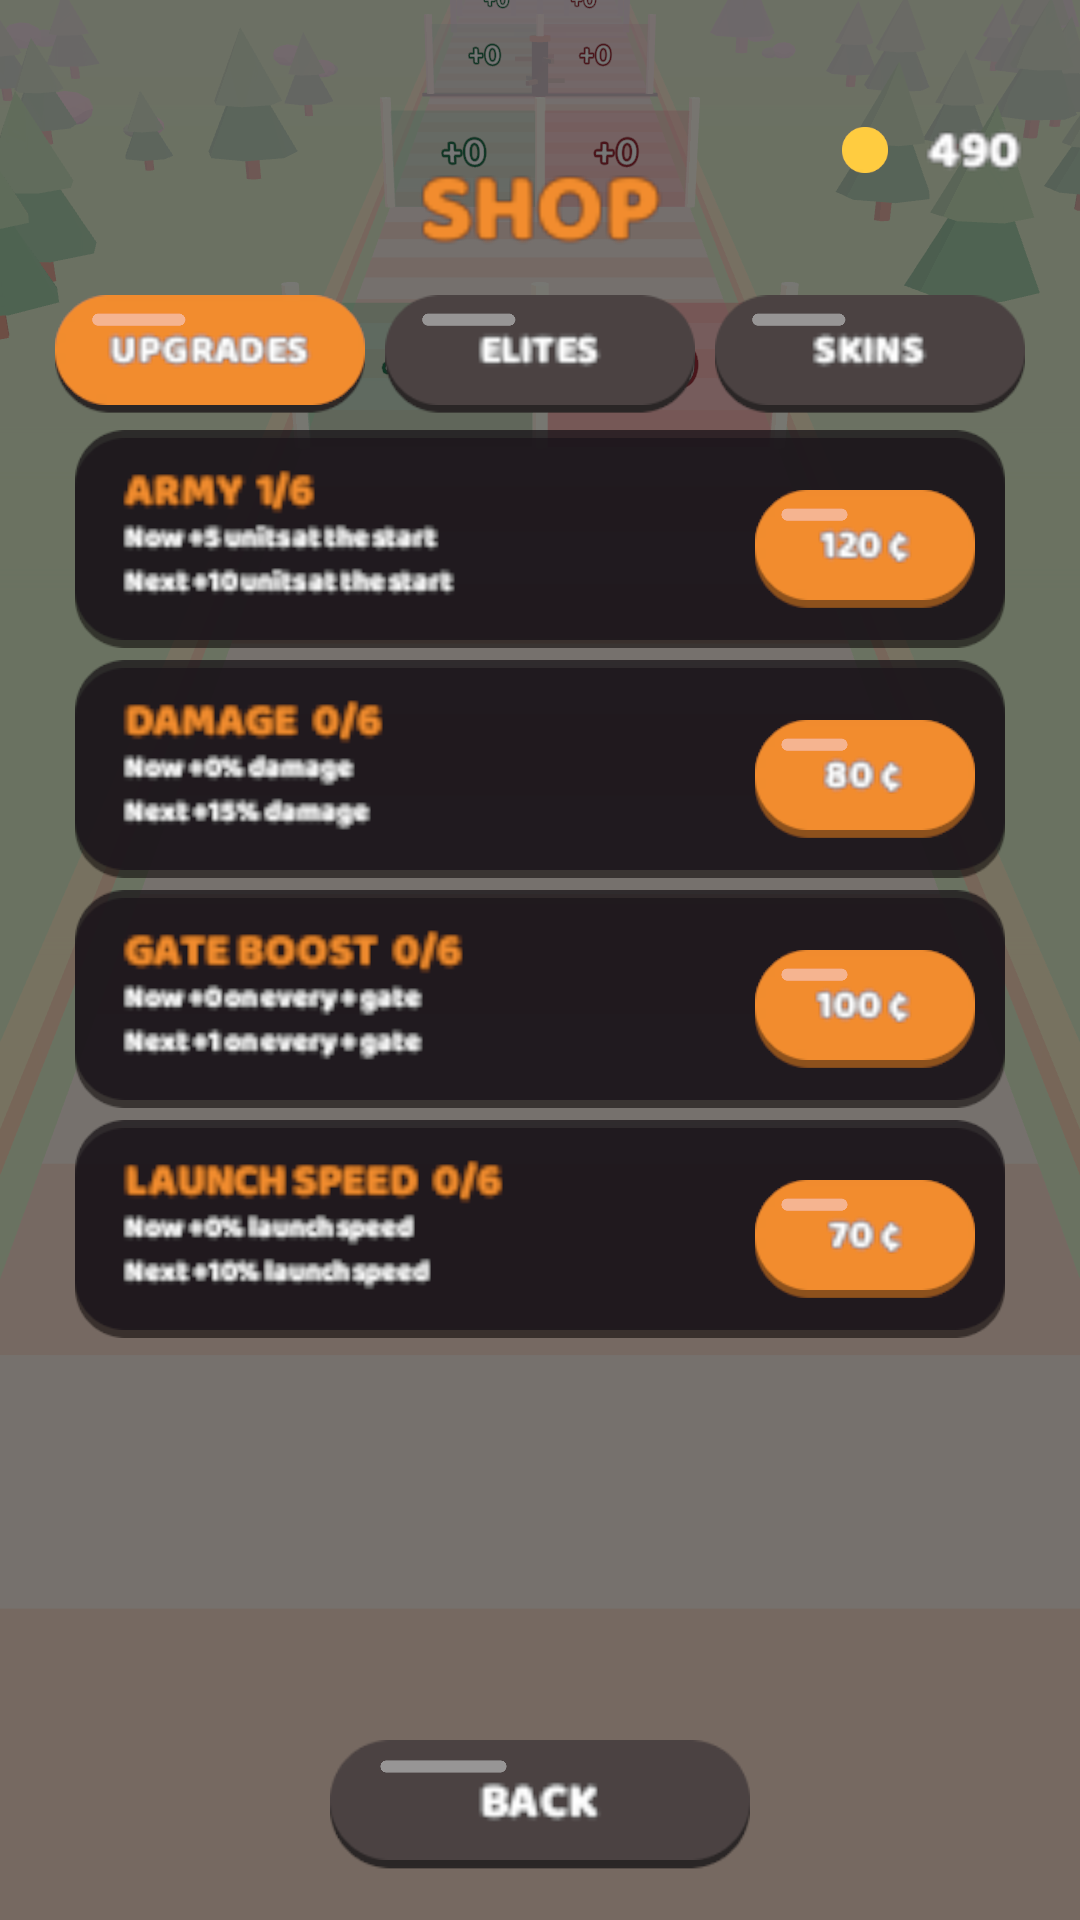 +0 +0
+0 +0
+0 +0
490
SHOP
UPGRADES ELITES SKINS
ARMY 1/6
Now +5 units at the start
Next +10 units at the start
120 ¢
DAMAGE 0/6
Now +0% damage
Next +15% damage
80 ¢
GATE BOOST 0/6
Now +0 on every + gate
Next +1 on every + gate
100 ¢
LAUNCH SPEED 0/6
Now +0% launch speed
Next +10% launch speed
70 ¢
BACK